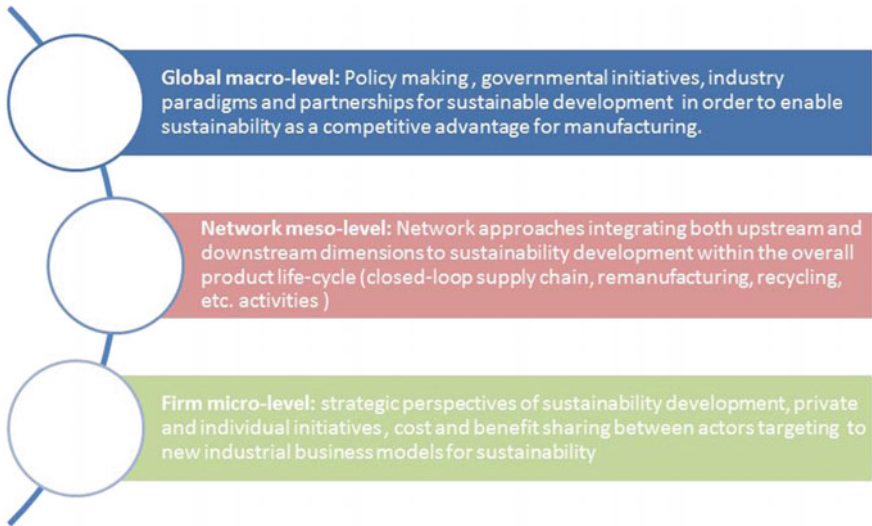 Global macro-level: Policy making , governmental initiatives, industry
paradigms and partnerships for sustainable development in order to enable
sustainability as a competitive advantage for manufacturing.
Network meso-level: Network approaches integrating both upstream and
downstream dimensions to sustainability development within the overall
product life-cycle (closed-loop supply chain, remanufacturing, recycling,
etc. activities )
Firm micro-level: strategic perspectives of sustainability development, private
and individual initiatives , cost and benefit sharing between actors targeting to
new industrial business models for sustainability